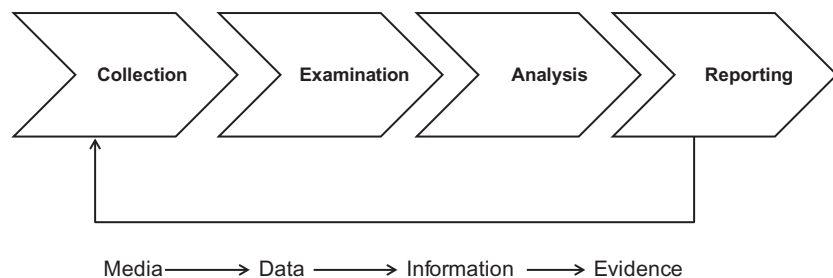 Collection Examination Analysis Reporting
Media Data Information Evidence